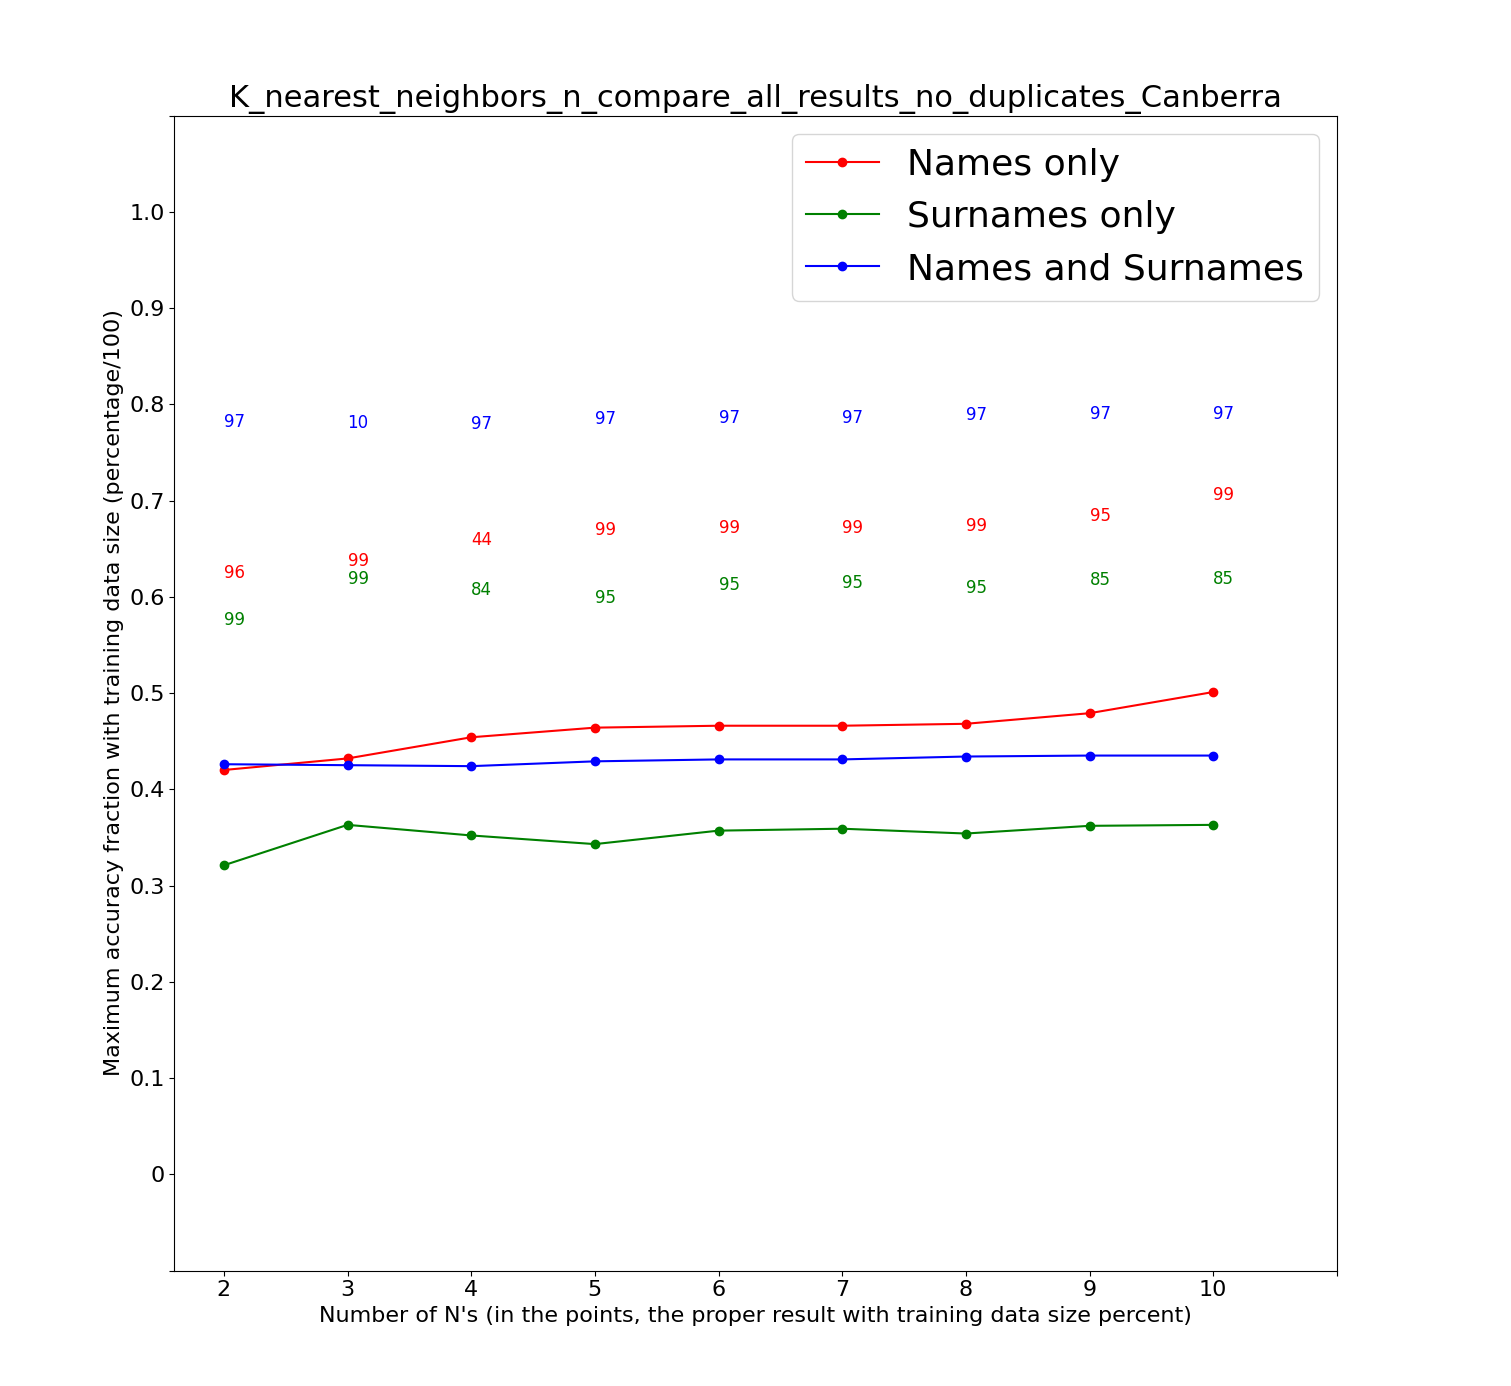 K_nearest_neighbors_n_compare_all_results_no_duplicates_Canberra
Names only
Surnames only
Names and Surnames
Maximum accuracy fraction with training data size (percentage/100)
1.0
0.9
0.8
0.7
0.6
0.5
0.4
0.3
0.2
0.1
0
97 10 97 97 97 97 97 97 97
96 99 44 99 99 99 99 95 99
99 99 84 95 95 95 95 85 85
2 3 4 5 6 7 8 9 10
Number of N's (in the points, the proper result with training data size percent)